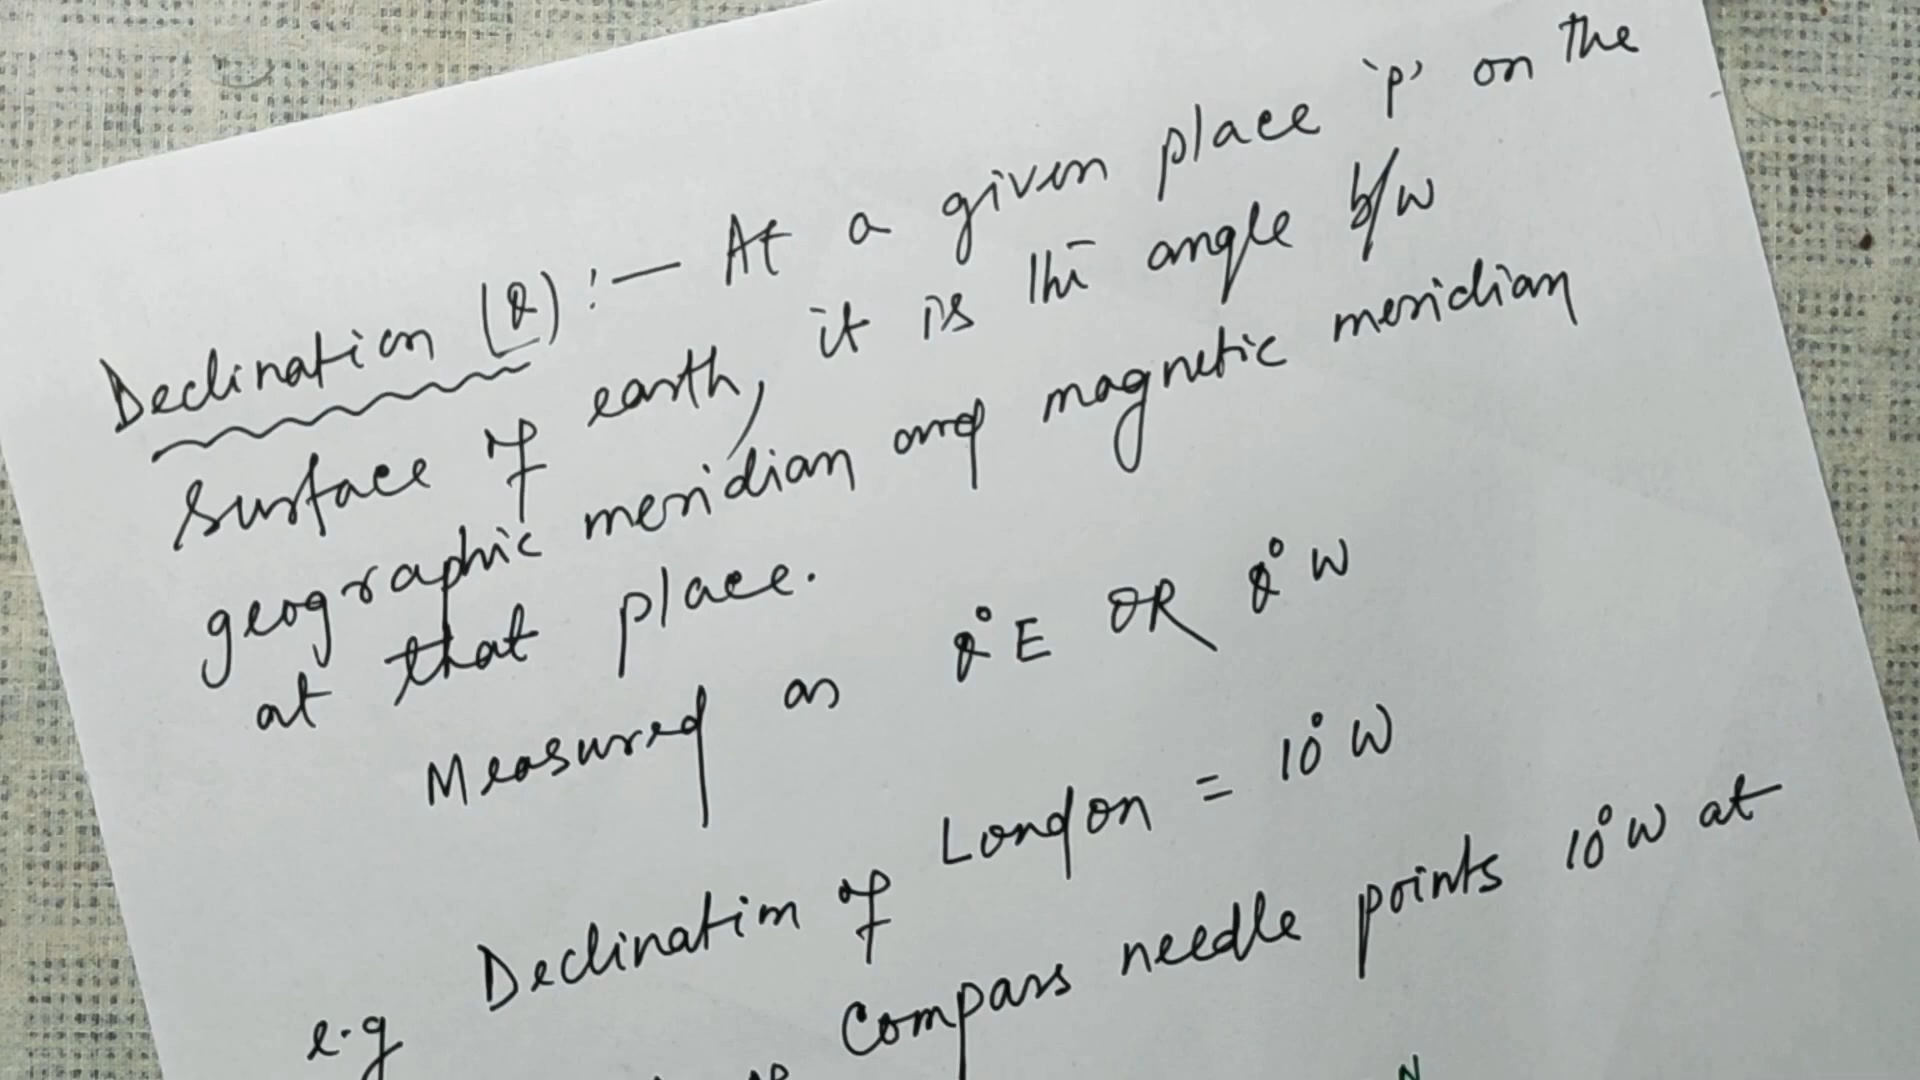 Declination (α) :— At a given place 'p' on the
surface of earth, it is the angle b/w
geographic meridian and magnetic meridian
at that place.
Measured as α° E OR α° W
e.g Declination of London = 10° W
Compass needle points 10° W at
N